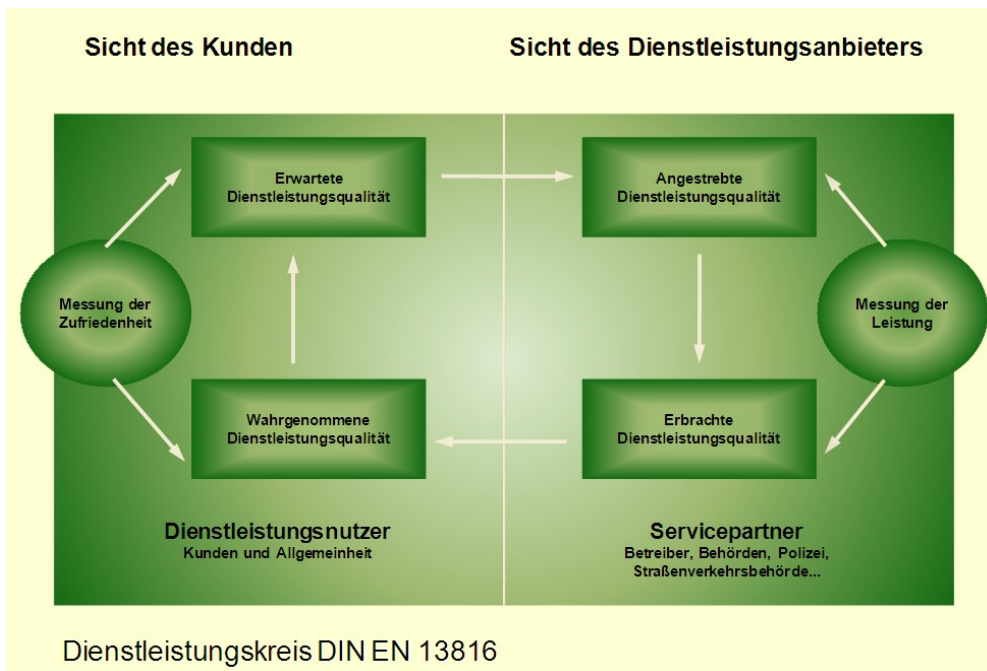 Sicht des Kunden
Sicht des Dienstleistungsanbieters
Erwartete
Dienstleistungsqualität
Angestrebte
Dienstleistungsqualität
Messung der
Zufriedenheit
Messung der
Leistung
Wahrgenommene
Dienstleistungsqualität
Erbrachte
Dienstleistungsqualität
Dienstleistungsnutzer
Kunden und Allgemeinheit
Servicepartner
Betreiber, Behörden, Polizei,
Straßenverkehrsbehörde...
Dienstleistungskreis DIN EN 13816